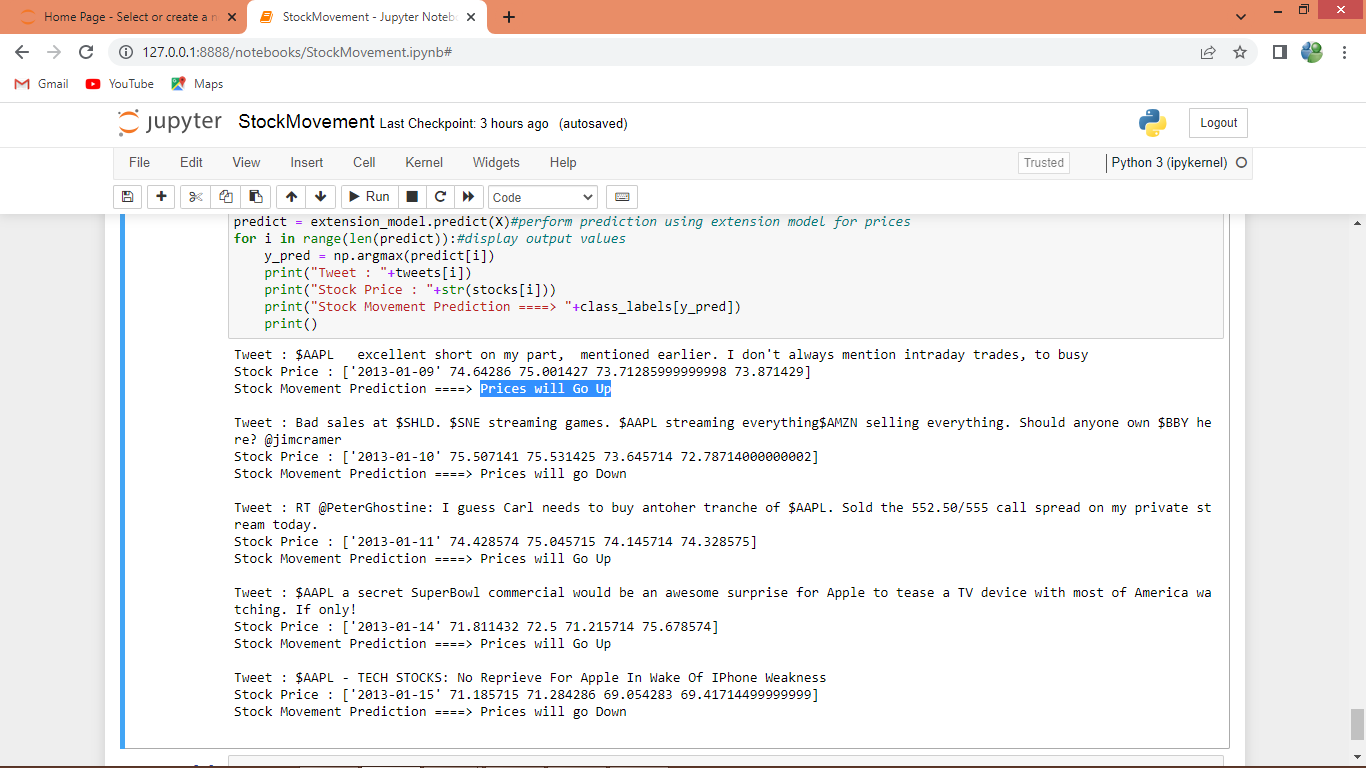 Home Page - Select or create a n
StockMovement - Jupyter Noteb
127.0.0.1:8888/notebooks/StockMovement.ipynb#
Gmail YouTube Maps
jupyter StockMovement Last Checkpoint: 3 hours ago (autosaved)
Logout
File Edit View Insert Cell Kernel Widgets Help
Trusted
Python 3 (ipykernel)
Run
Code
predict = extension_model.predict(X)#perform prediction using extension model for prices
for i in range(len(predict)):#display output values
    y_pred = np.argmax(predict[i])
    print("Tweet : "+tweets[i])
    print("Stock Price : "+str(stocks[i]))
    print("Stock Movement Prediction ====> "+class_labels[y_pred])
    print()
Tweet : $AAPL   excellent short on my part,  mentioned earlier. I don't always mention intraday trades, to busy
Stock Price : ['2013-01-09' 74.64286 75.001427 73.71285999999998 73.871429]
Stock Movement Prediction ====> Prices will Go Up
Tweet : Bad sales at $SHLD. $SNE streaming games. $AAPL streaming everything$AMZN selling everything. Should anyone own $BBY he
re? @jimcramer
Stock Price : ['2013-01-10' 75.507141 75.531425 73.645714 72.78714000000002]
Stock Movement Prediction ====> Prices will go Down
Tweet : RT @PeterGhostine: I guess Carl needs to buy antoher tranche of $AAPL. Sold the 552.50/555 call spread on my private st
ream today.
Stock Price : ['2013-01-11' 74.428574 75.045715 74.145714 74.328575]
Stock Movement Prediction ====> Prices will Go Up
Tweet : $AAPL a secret SuperBowl commercial would be an awesome surprise for Apple to tease a TV device with most of America wa
tching. If only!
Stock Price : ['2013-01-14' 71.811432 72.5 71.215714 75.678574]
Stock Movement Prediction ====> Prices will Go Up
Tweet : $AAPL - TECH STOCKS: No Reprieve For Apple In Wake Of IPhone Weakness
Stock Price : ['2013-01-15' 71.185715 71.284286 69.054283 69.41714499999999]
Stock Movement Prediction ====> Prices will go Down